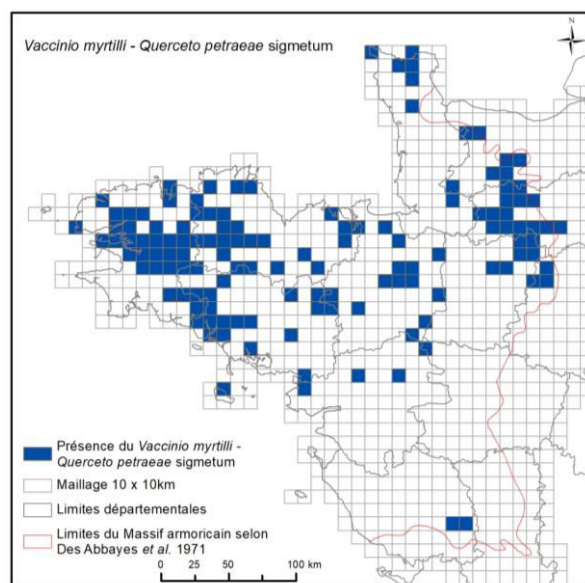 Vaccinio myrtilli - Querceto petraeae sigmetum
N
Présence du Vaccinio myrtilli -
Querceto petraeae sigmetum
Maillage 10 x 10km
Limites départementales
Limites du Massif armoricain selon
Des Abbayes et al. 1971
0 25 50 100 km